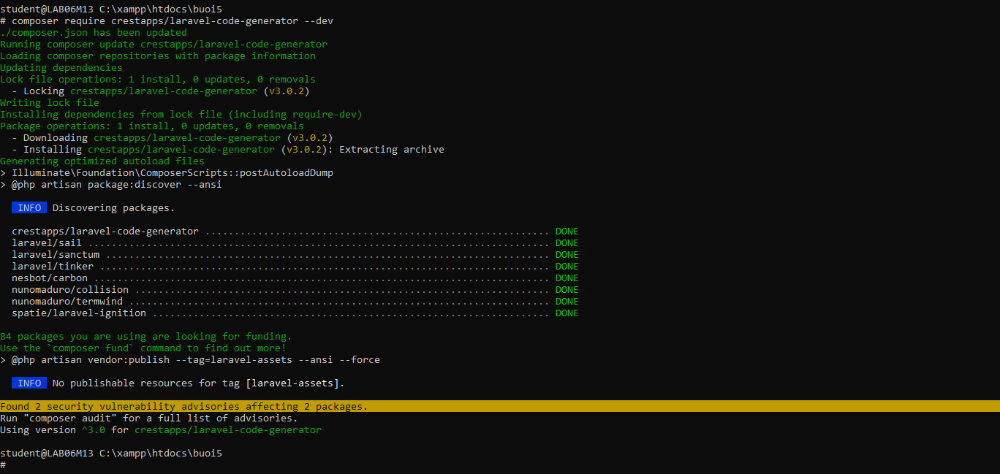 student@LAB06M13 C:\xampp\htdocs\buoi5
# composer require crestapps/laravel-code-generator --dev
./composer.json has been updated
Running composer update crestapps/laravel-code-generator
Loading composer repositories with package information
Updating dependencies
Lock file operations: 1 install, 0 updates, 0 removals
  - Locking crestapps/laravel-code-generator (v3.0.2)
Writing lock file
Installing dependencies from lock file (including require-dev)
Package operations: 1 install, 0 updates, 0 removals
  - Downloading crestapps/laravel-code-generator (v3.0.2)
  - Installing crestapps/laravel-code-generator (v3.0.2): Extracting archive
Generating optimized autoload files
> Illuminate\Foundation\ComposerScripts::postAutoloadDump
> @php artisan package:discover --ansi
  INFO  Discovering packages.
  crestapps/laravel-code-generator ........................................................... DONE
  laravel/sail ............................................................................... DONE
  laravel/sanctum ............................................................................ DONE
  laravel/tinker ............................................................................. DONE
  nesbot/carbon .............................................................................. DONE
  nunomaduro/collision ....................................................................... DONE
  nunomaduro/termwind ........................................................................ DONE
  spatie/laravel-ignition .................................................................... DONE
84 packages you are using are looking for funding.
Use the `composer fund` command to find out more!
> @php artisan vendor:publish --tag=laravel-assets --ansi --force
  INFO  No publishable resources for tag [laravel-assets].
Found 2 security vulnerability advisories affecting 2 packages.
Run "composer audit" for a full list of advisories.
Using version ^3.0 for crestapps/laravel-code-generator
student@LAB06M13 C:\xampp\htdocs\buoi5
#